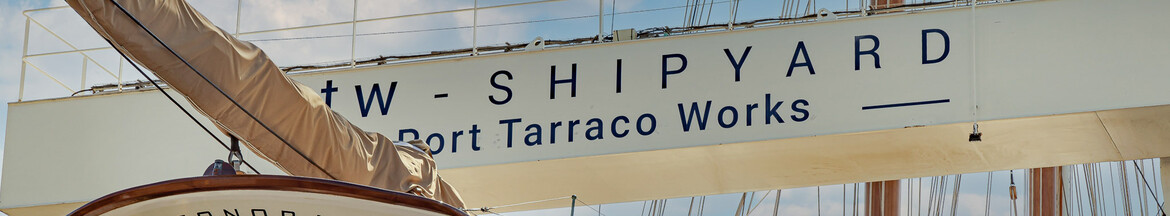 tw - SHIPYARD
Port Tarraco Works